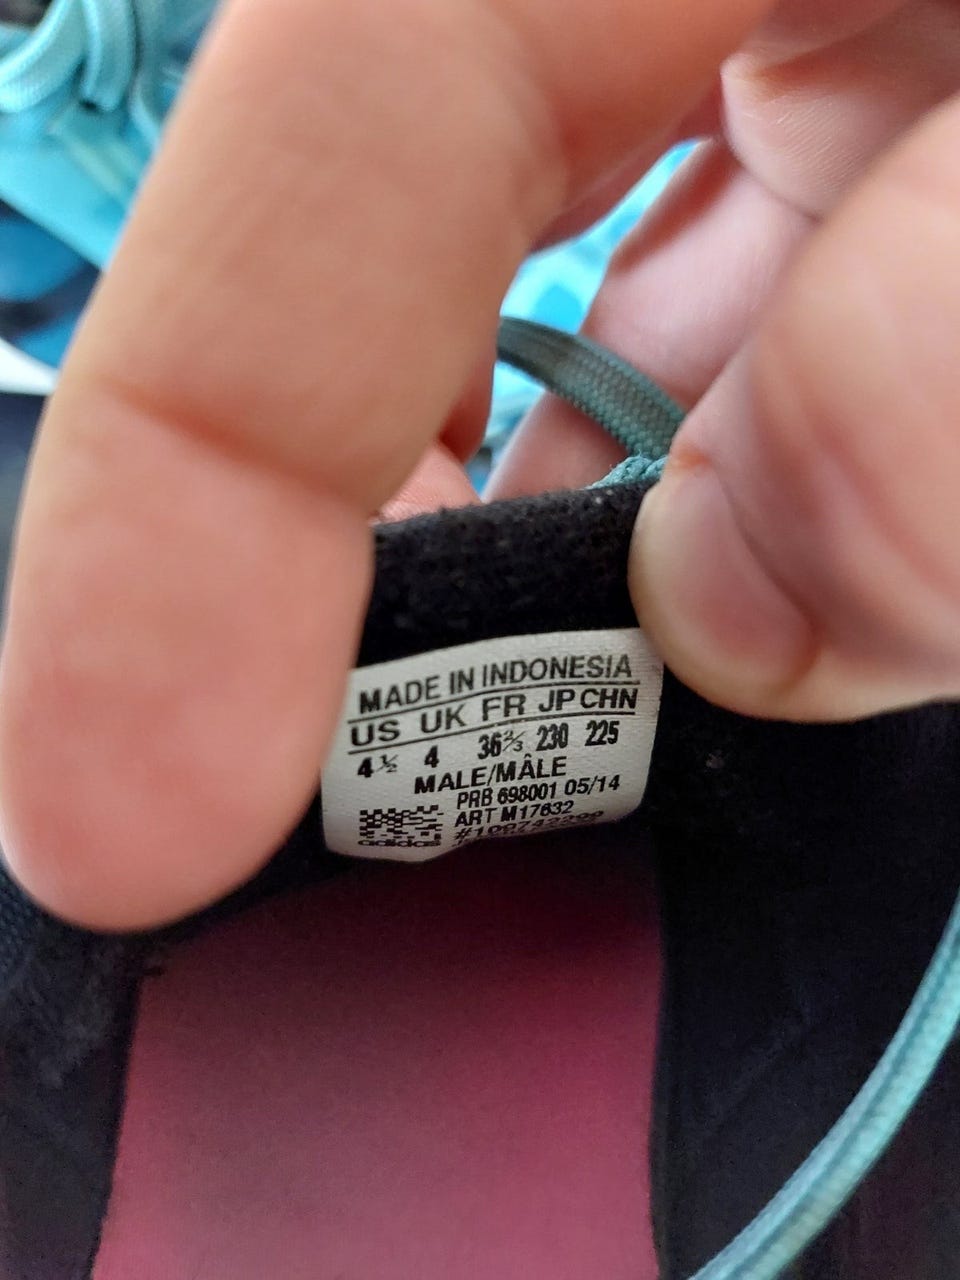 MADE IN INDONESIA
US UK FR JP CHN
4½ 4 36⅔ 230 225
MALE/MÂLE
PRB 698001 05/14
ART M17632
adidas